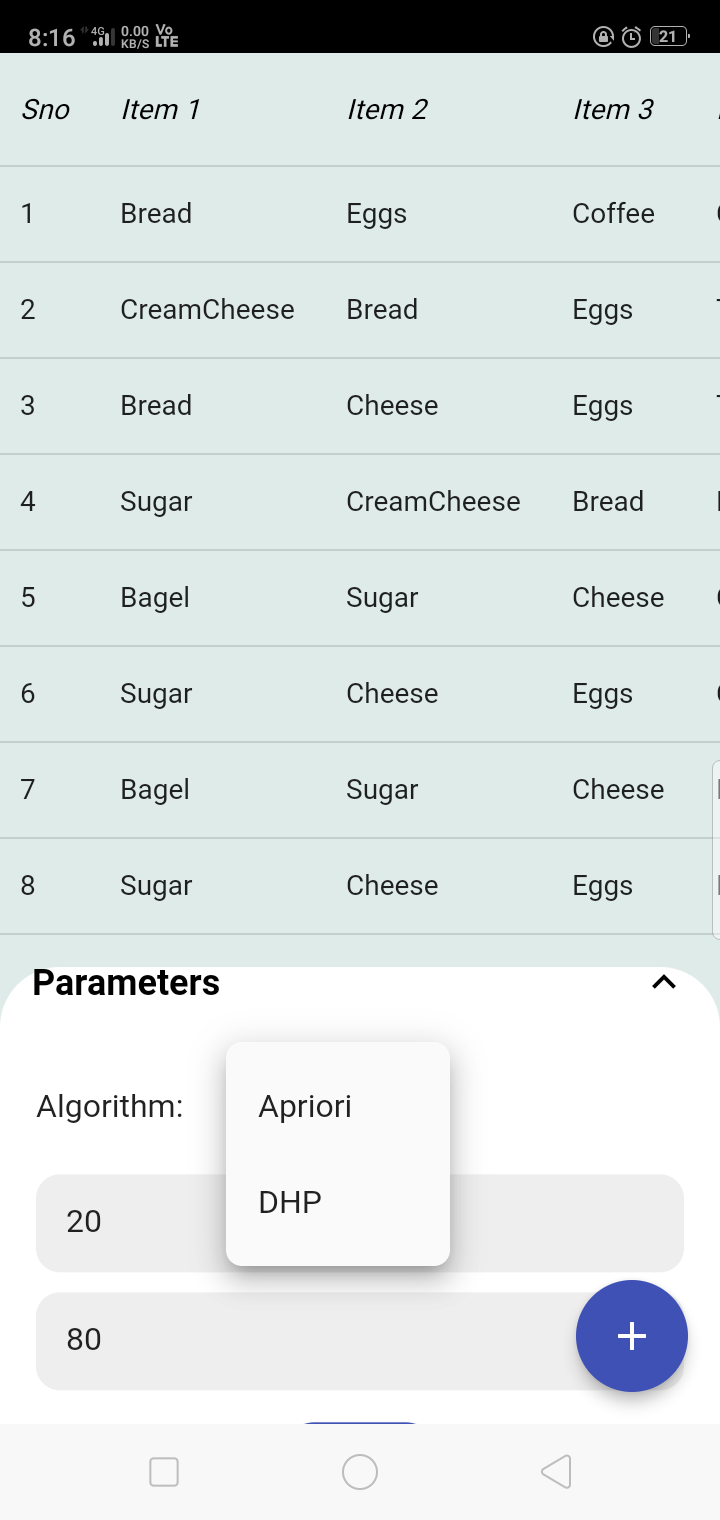 8:16 4G 0.00 KB/S Vo LTE 21
Sno Item 1 Item 2 Item 3
1 Bread Eggs Coffee
2 CreamCheese Bread Eggs
3 Bread Cheese Eggs
4 Sugar CreamCheese Bread
5 Bagel Sugar Cheese
6 Sugar Cheese Eggs
7 Bagel Sugar Cheese
8 Sugar Cheese Eggs
Parameters
Algorithm: Apriori
DHP
20
80
+